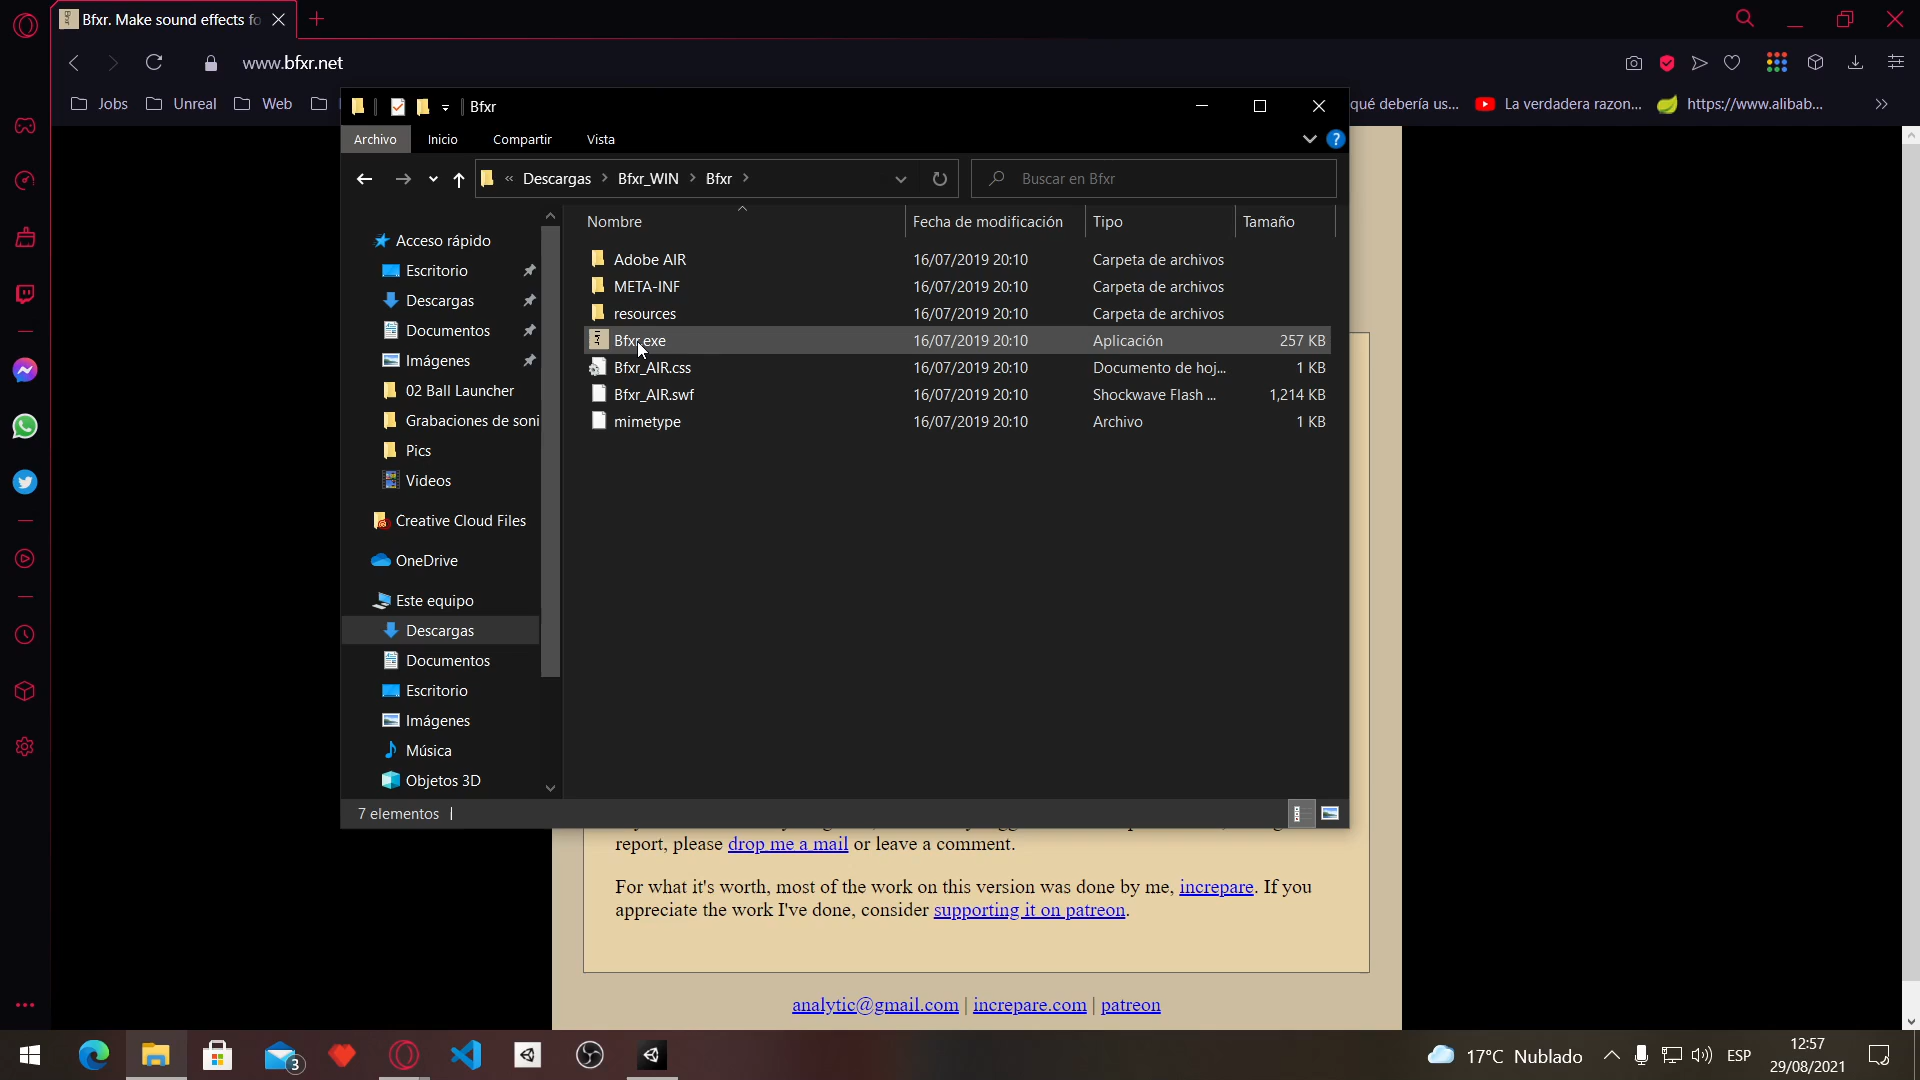 Bfxr. Make sound effects fo
www.bfxr.net
Jobs
Unreal
Web
qué debería us...
La verdadera razon...
https://www.alibab...
Bfxr
Archivo
Inicio
Compartir
Vista
« Descargas > Bfxr_WIN > Bfxr >
Buscar en Bfxr
Nombre
Fecha de modificación
Tipo
Tamaño
Adobe AIR 16/07/2019 20:10 Carpeta de archivos
META-INF 16/07/2019 20:10 Carpeta de archivos
resources 16/07/2019 20:10 Carpeta de archivos
Bfxr.exe 16/07/2019 20:10 Aplicación 257 KB
Bfxr_AIR.css 16/07/2019 20:10 Documento de hoj... 1 KB
Bfxr_AIR.swf 16/07/2019 20:10 Shockwave Flash ... 1,214 KB
mimetype 16/07/2019 20:10 Archivo 1 KB
Acceso rápido
Escritorio
Descargas
Documentos
Imágenes
02 Ball Launcher
Grabaciones de soni
Pics
Videos
Creative Cloud Files
OneDrive
Este equipo
Descargas
Documentos
Escritorio
Imágenes
Música
Objetos 3D
7 elementos
report, please drop me a mail or leave a comment.
For what it's worth, most of the work on this version was done by me, increpare. If you
appreciate the work I've done, consider supporting it on patreon.
analytic@gmail.com | increpare.com | patreon
3
17°C Nublado
ESP
12:57
29/08/2021